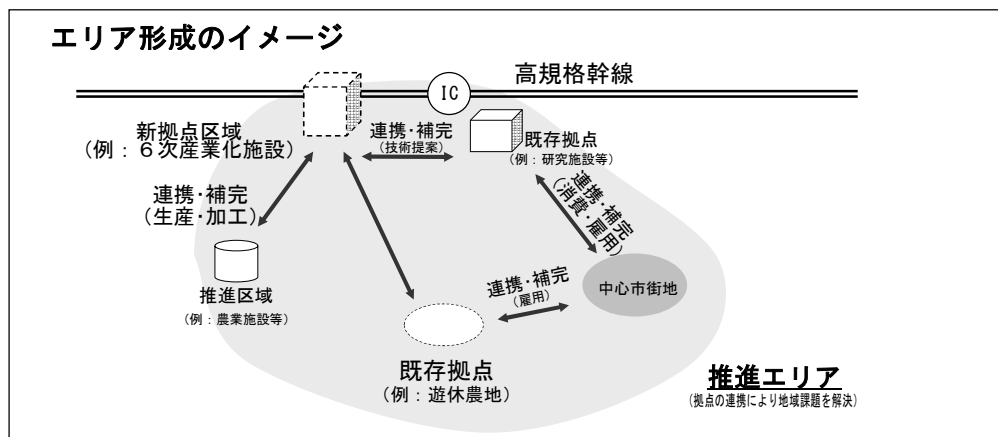 エリア形成のイメージ
高規格幹線
IC
新拠点区域
(例：６次産業化施設)
連携･補完
(技術提案)
既存拠点
(例：研究施設等)
連携･補完
(生産･加工)
連携･補完
(消費･雇用)
推進区域
(例：農業施設等)
連携･補完
(雇用)
中心市街地
既存拠点
(例：遊休農地)
推進エリア
(拠点の連携により地域課題を解決)